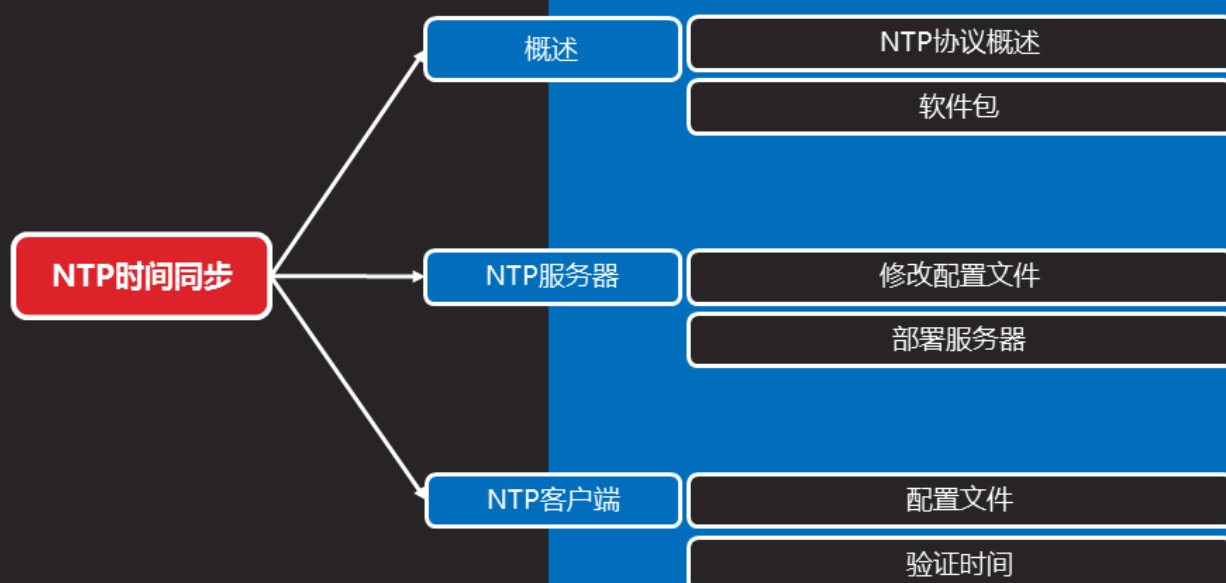 概述
NTP协议概述
软件包
NTP时间同步
NTP服务器
修改配置文件
部署服务器
NTP客户端
配置文件
验证时间